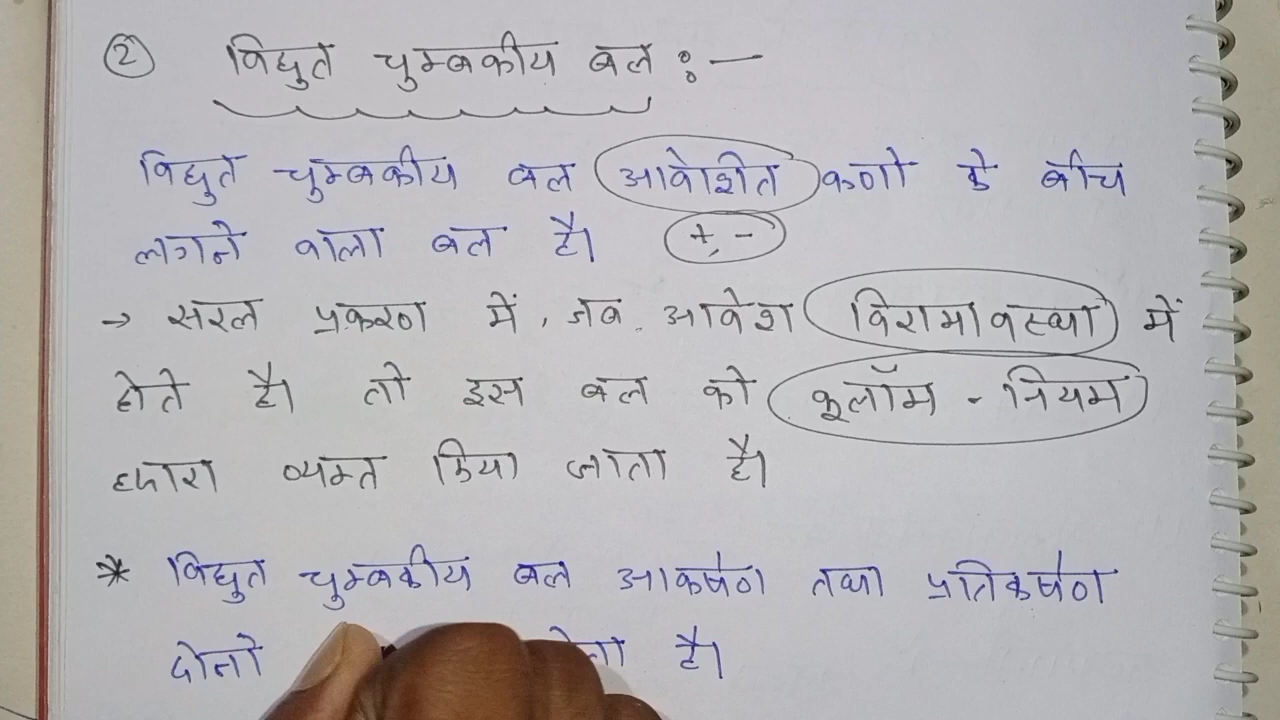 ② विद्युत चुम्बकीय बल :-
विद्युत चुम्बकीय बल आवेशीत कणो के बीच
लगने वाला बल है। +, -
→ सरल प्रकरण में, जब आवेश विरामावस्था में
होते है। तो इस बल को कूलॉम - नियम
द्वारा व्यक्त किया जाता है।
* विद्युत चुम्बकीय बल आकर्षण तथा प्रतिकर्षण
दोनो है।